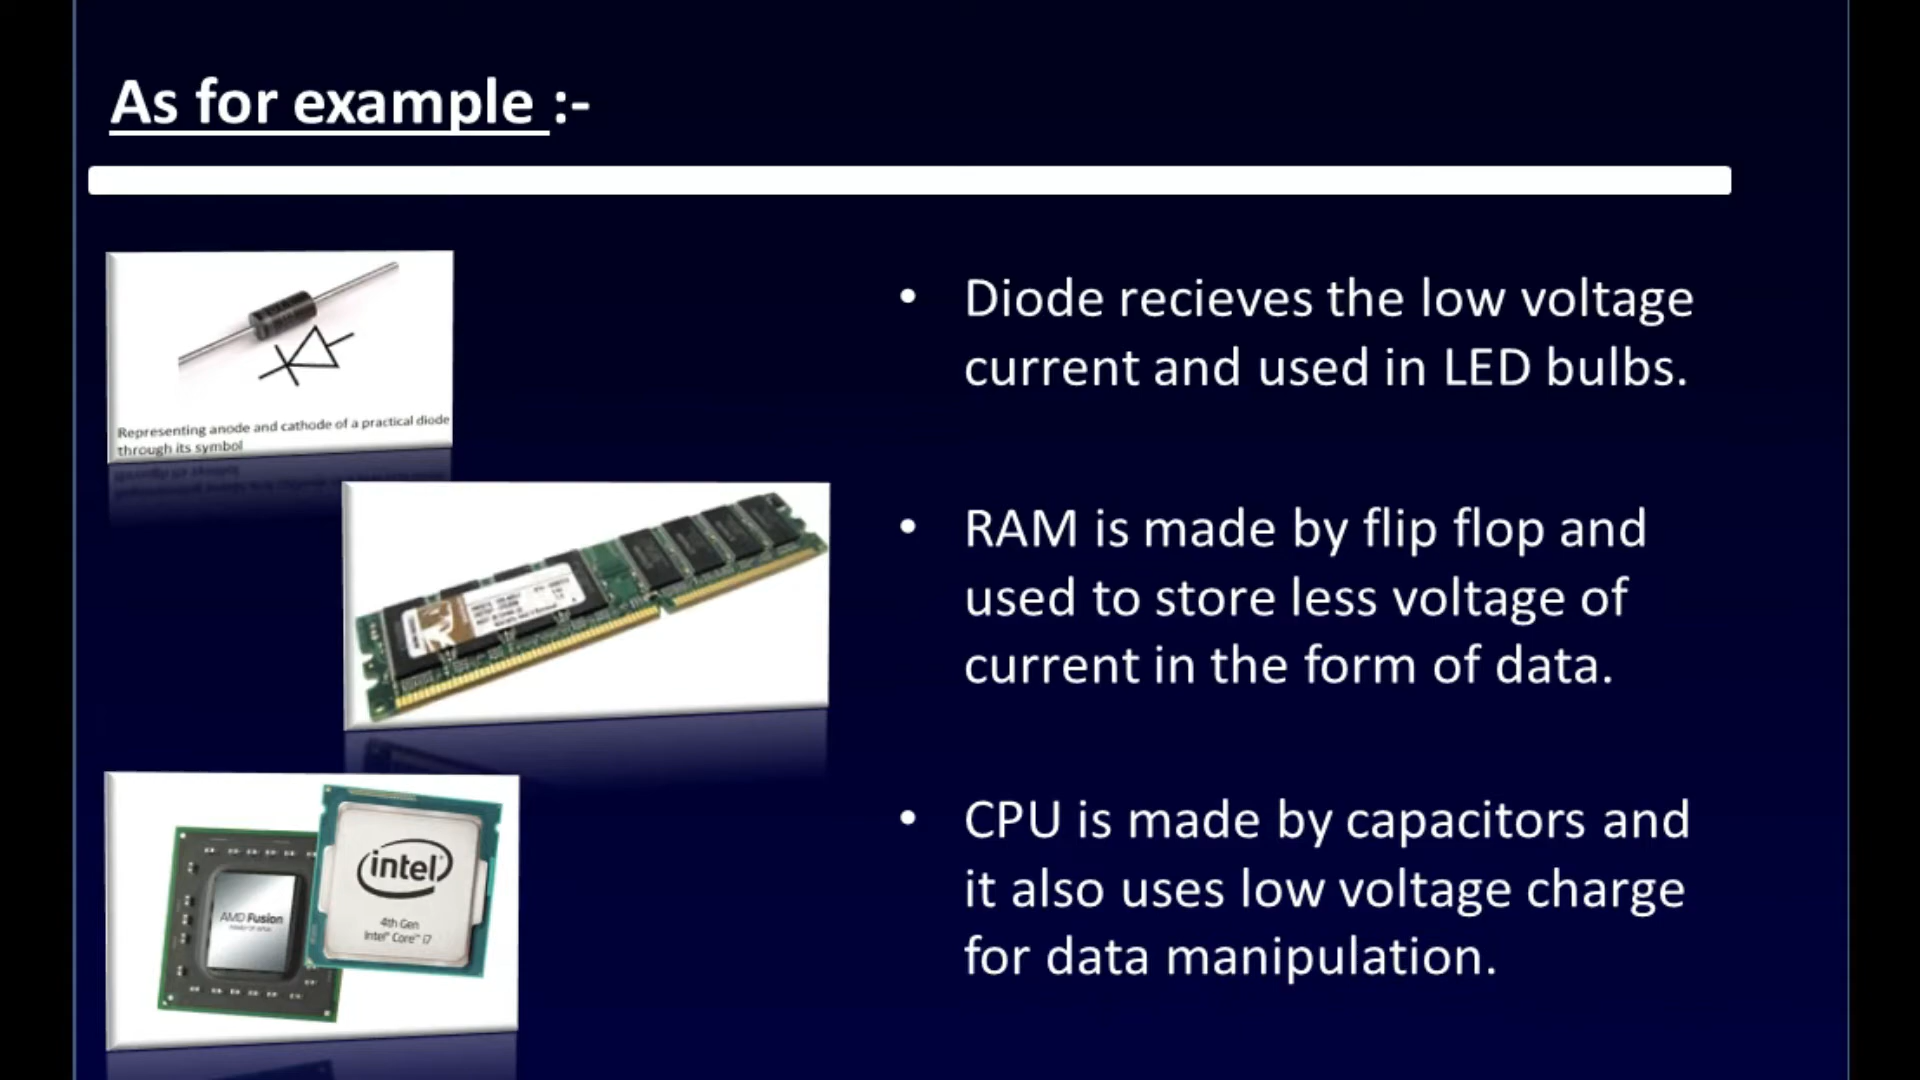 As for example :-
Representing anode and cathode of a practical diode
through its symbol
• Diode recieves the low voltage
current and used in LED bulbs.
• RAM is made by flip flop and
used to store less voltage of
current in the form of data.
• CPU is made by capacitors and
it also uses low voltage charge
for data manipulation.
AMD Fusion
intel
4th Gen
Intel® Core™ i7